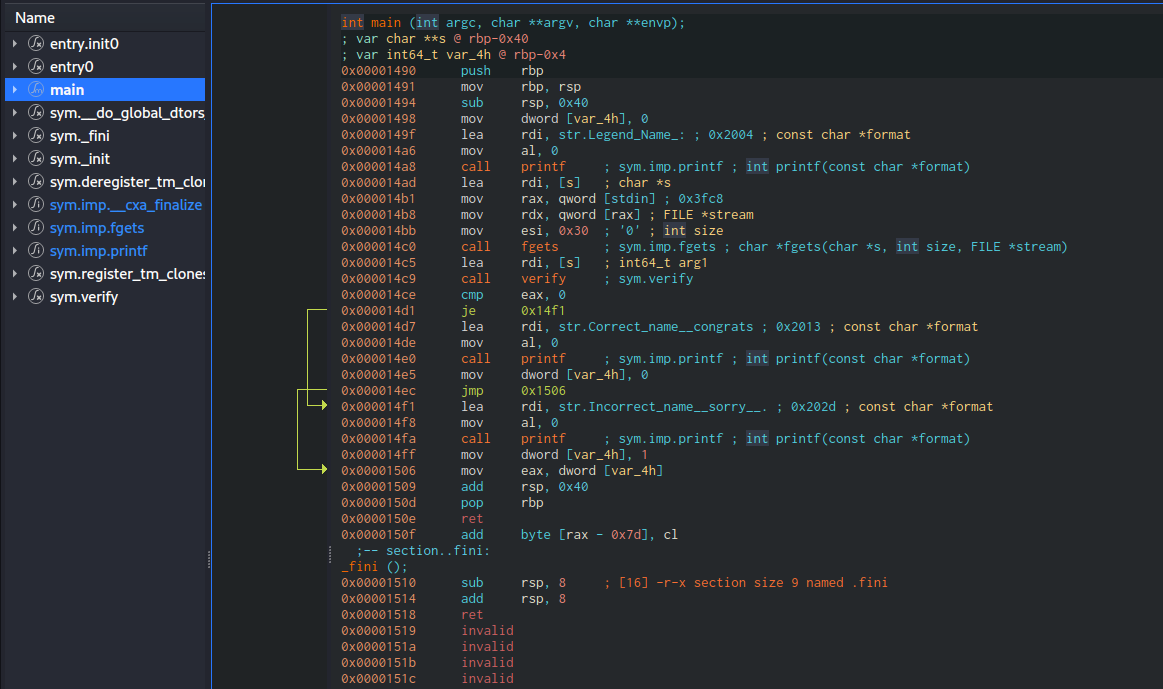 Name
entry.init0
entry0
main
sym.__do_global_dtors_
sym._fini
sym._init
sym.deregister_tm_clon
sym.imp.__cxa_finalize
sym.imp.fgets
sym.imp.printf
sym.register_tm_clones
sym.verify
int main (int argc, char **argv, char **envp);
; var char **s @ rbp-0x40
; var int64_t var_4h @ rbp-0x4
0x00001490 push rbp
0x00001491 mov rbp, rsp
0x00001494 sub rsp, 0x40
0x00001498 mov dword [var_4h], 0
0x0000149f lea rdi, str.Legend_Name_: ; 0x2004 ; const char *format
0x000014a6 mov al, 0
0x000014a8 call printf ; sym.imp.printf ; int printf(const char *format)
0x000014ad lea rdi, [s] ; char *s
0x000014b1 mov rax, qword [stdin] ; 0x3fc8
0x000014b8 mov rdx, qword [rax] ; FILE *stream
0x000014bb mov esi, 0x30 ; '0' ; int size
0x000014c0 call fgets ; sym.imp.fgets ; char *fgets(char *s, int size, FILE *stream)
0x000014c5 lea rdi, [s] ; int64_t arg1
0x000014c9 call verify ; sym.verify
0x000014ce cmp eax, 0
0x000014d1 je 0x14f1
0x000014d7 lea rdi, str.Correct_name__congrats ; 0x2013 ; const char *format
0x000014de mov al, 0
0x000014e0 call printf ; sym.imp.printf ; int printf(const char *format)
0x000014e5 mov dword [var_4h], 0
0x000014ec jmp 0x1506
0x000014f1 lea rdi, str.Incorrect_name__sorry__. ; 0x202d ; const char *format
0x000014f8 mov al, 0
0x000014fa call printf ; sym.imp.printf ; int printf(const char *format)
0x000014ff mov dword [var_4h], 1
0x00001506 mov eax, dword [var_4h]
0x00001509 add rsp, 0x40
0x0000150d pop rbp
0x0000150e ret
0x0000150f add byte [rax - 0x7d], cl
;-- section..fini:
_fini ();
0x00001510 sub rsp, 8 ; [16] -r-x section size 9 named .fini
0x00001514 add rsp, 8
0x00001518 ret
0x00001519 invalid
0x0000151a invalid
0x0000151b invalid
0x0000151c invalid